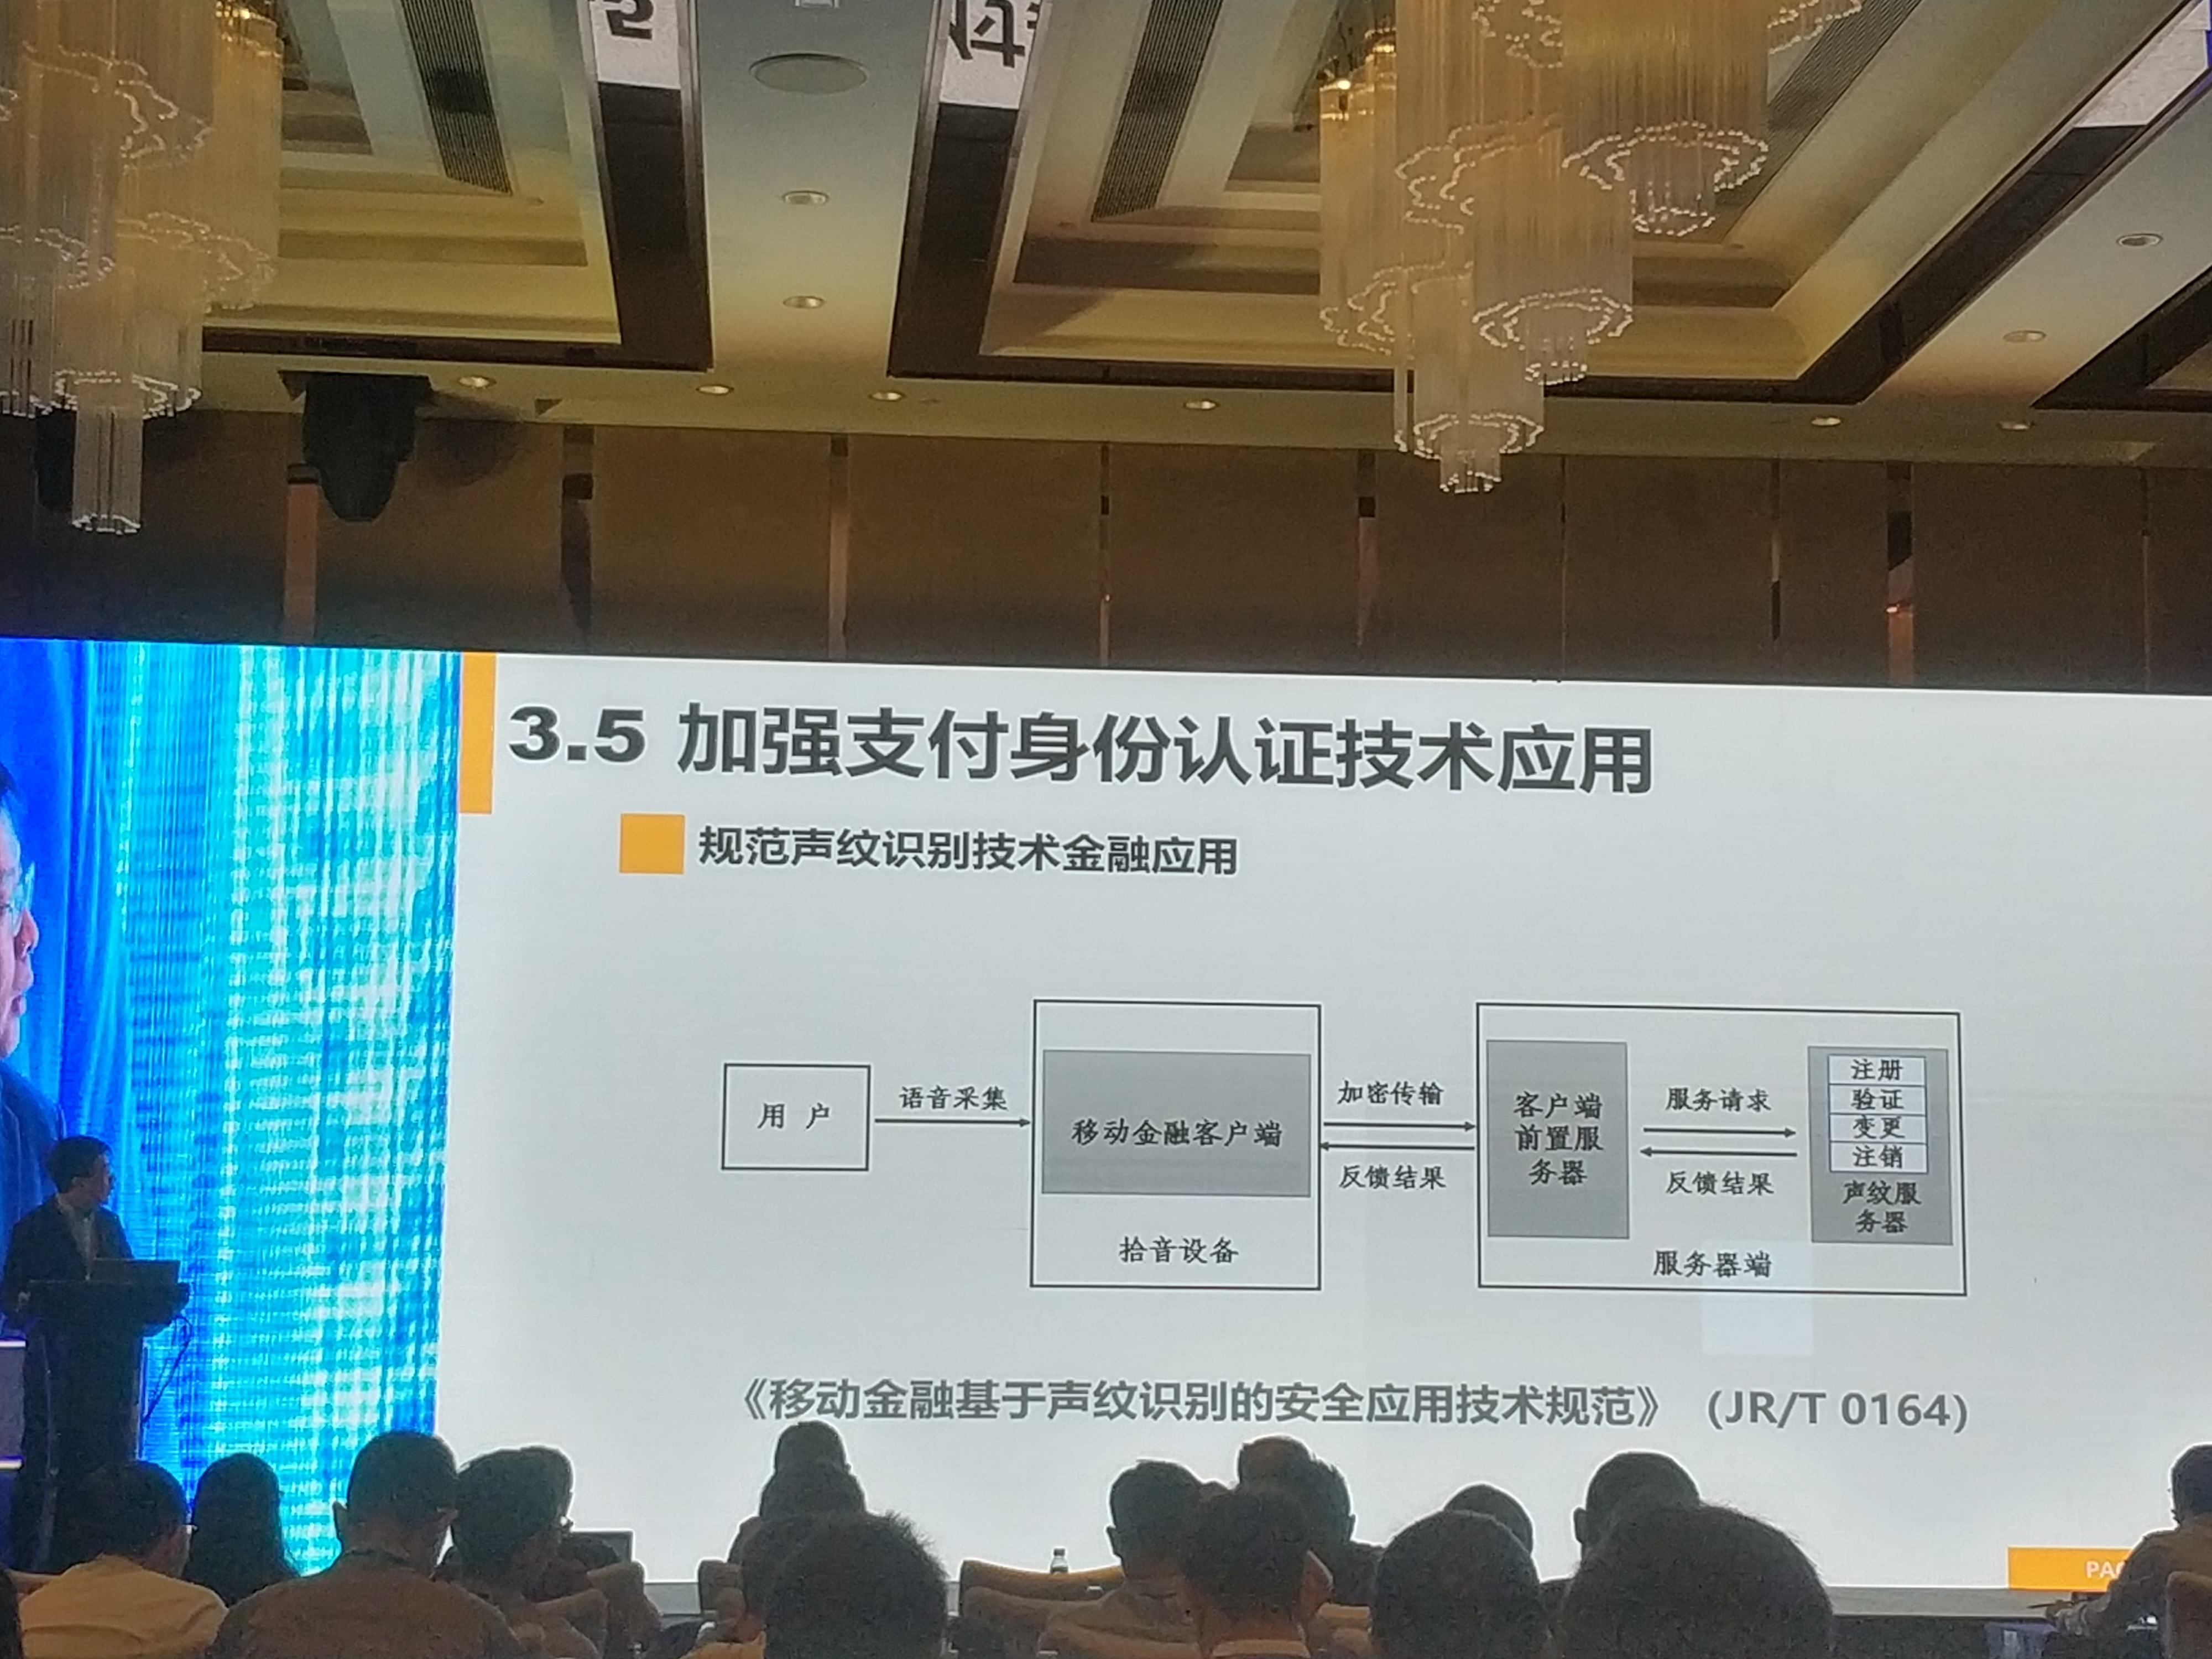 3.5 加强支付身份认证技术应用
规范声纹识别技术金融应用
用 户
语音采集
移动金融客户端
拾音设备
加密传输
反馈结果
客户端
前置服
务器
服务请求
反馈结果
注册
验证
变更
注销
声纹服
务器
服务器端
《移动金融基于声纹识别的安全应用技术规范》 (JR/T 0164)